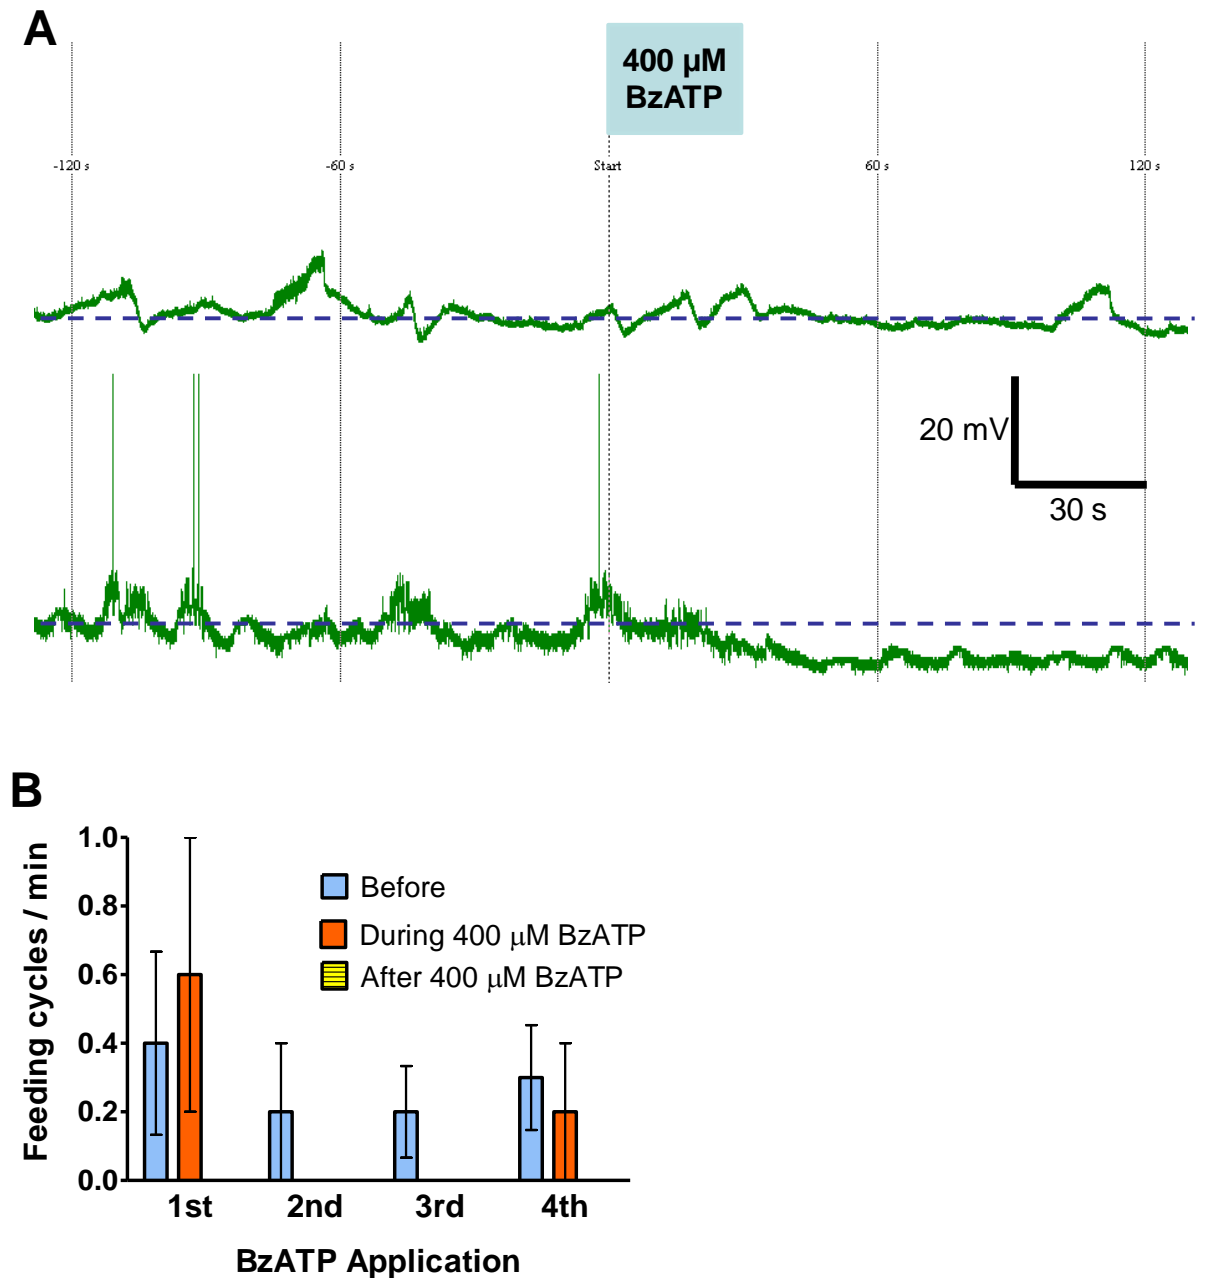 A
400 µM
BzATP
-120 s
-60 s
Start
60 s
120 s
20 mV
30 s
B
1.0
0.8
0.6
0.4
0.2
0.0
Feeding cycles / min
Before
During 400 µM BzATP
After 400 µM BzATP
1st
2nd
3rd
4th
BzATP Application